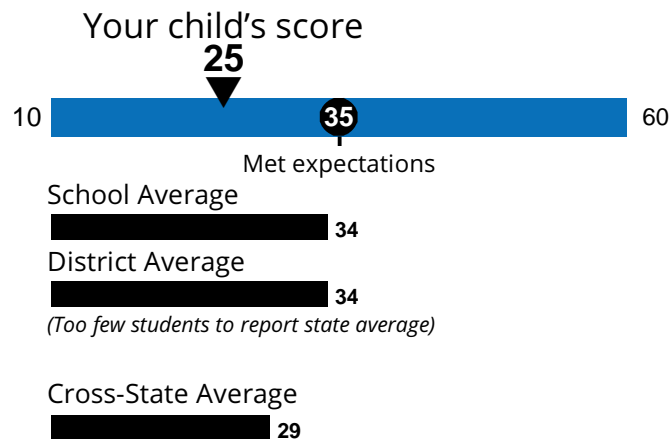 Your child's score
25
10 35 60
Met expectations
School Average
34
District Average
34
(Too few students to report state average)
Cross-State Average
29